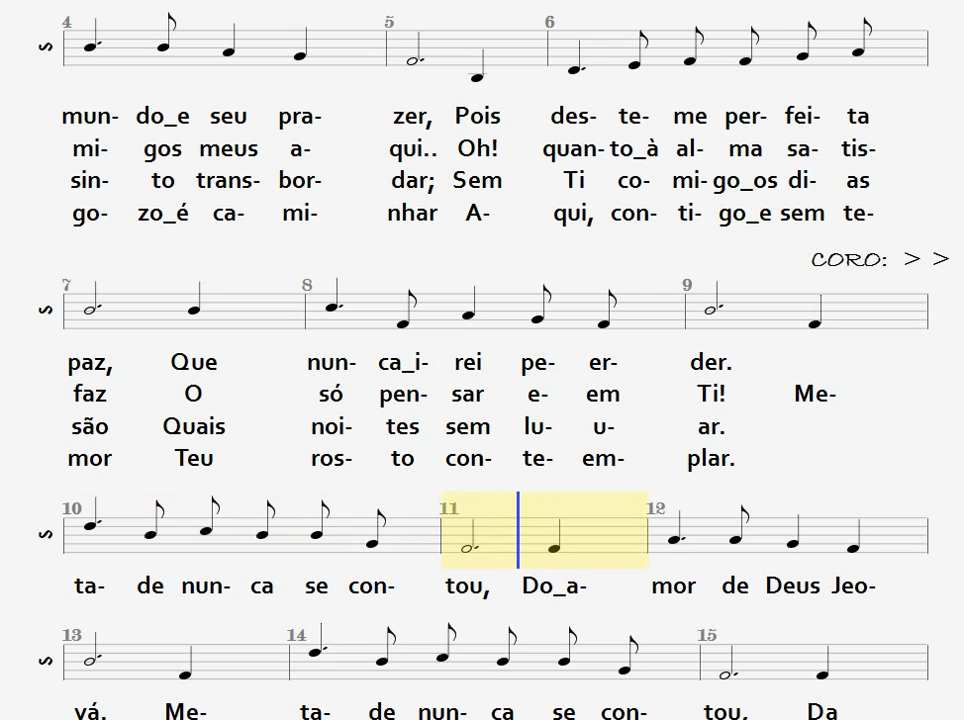 4 5 6
S
mun- do_e seu pra- zer, Pois des- te- me per- fei- ta
mi- gos meus a- qui.. Oh! quan- to_à al- ma sa- tis-
sin- to trans- bor- dar; Sem Ti co- mi- go_os di- as
go- zo_é ca- mi- nhar A- qui, con- ti- go_e sem te-
CORO: > >
7 8 9
S
paz, Que nun- ca_i- rei pe- er- der.
faz O só pen- sar e- em Ti! Me-
são Quais noi- tes sem lu- u- ar.
mor Teu ros- to con- te- em- plar.
10 11 12
S
ta- de nun- ca se con- tou, Do_a- mor de Deus Jeo-
13 14 15
S
vá. Me- ta- de nun- ca se con- tou, Da